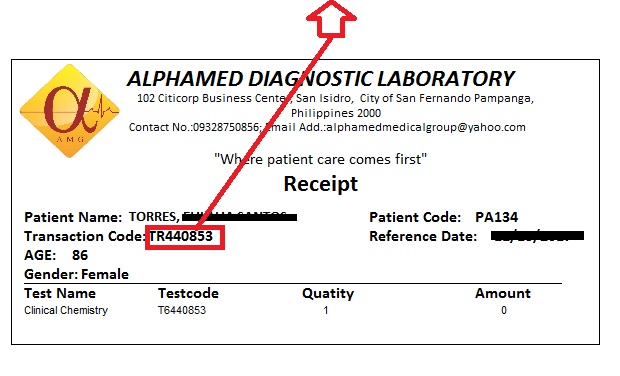 ALPHAMED DIAGNOSTIC LABORATORY
102 Citicorp Business Center, San Isidro, City of San Fernando Pampanga,
Philippines 2000
Contact No.:09328750856; Email Add.:alphamedmedicalgroup@yahoo.com
A M G
"Where patient care comes first"
Receipt
Patient Name: TORRES, Patient Code: PA134
Transaction Code: TR440853 Reference Date:
AGE: 86
Gender: Female
Test Name Testcode Quatity Amount
Clinical Chemistry T6440853 1 0